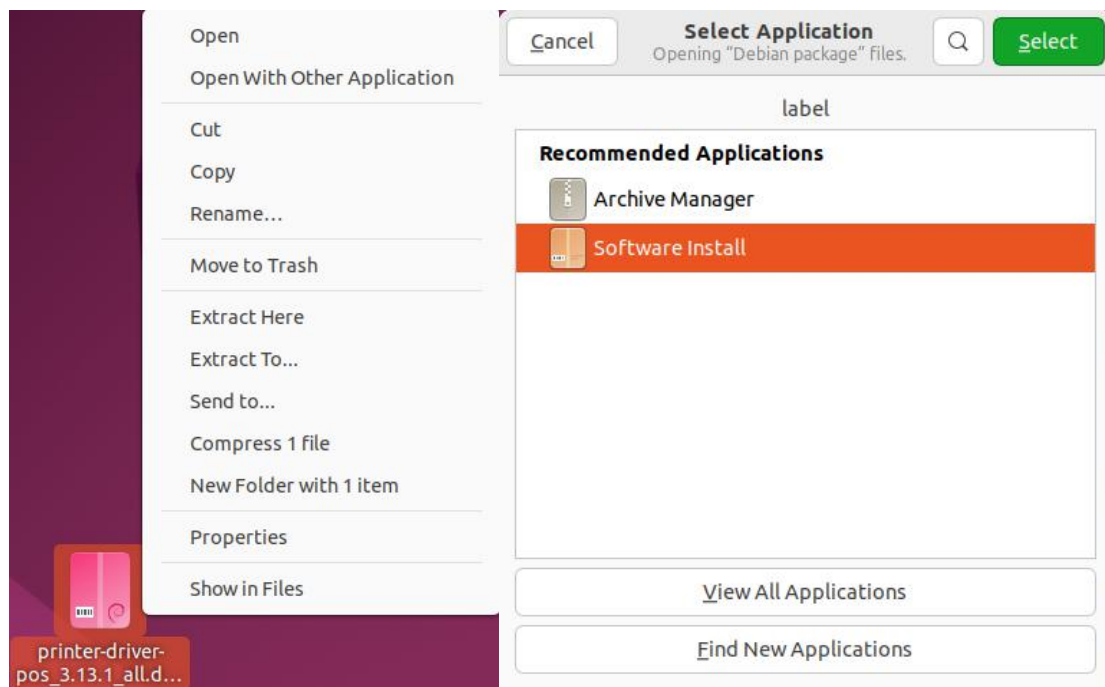 Open
Open With Other Application
Cut
Copy
Rename...
Move to Trash
Extract Here
Extract To...
Send to...
Compress 1 file
New Folder with 1 item
Properties
Show in Files
printer-driver-
pos_3.13.1_all.d...
Cancel
Select Application
Opening “Debian package” files.
Select
label
Recommended Applications
Archive Manager
Software Install
View All Applications
Find New Applications